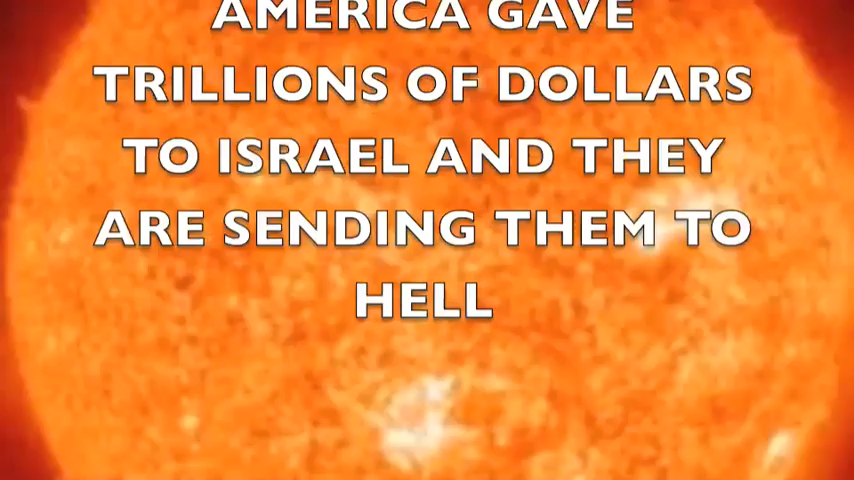 AMERICA GAVE
TRILLIONS OF DOLLARS
TO ISRAEL AND THEY
ARE SENDING THEM TO
HELL